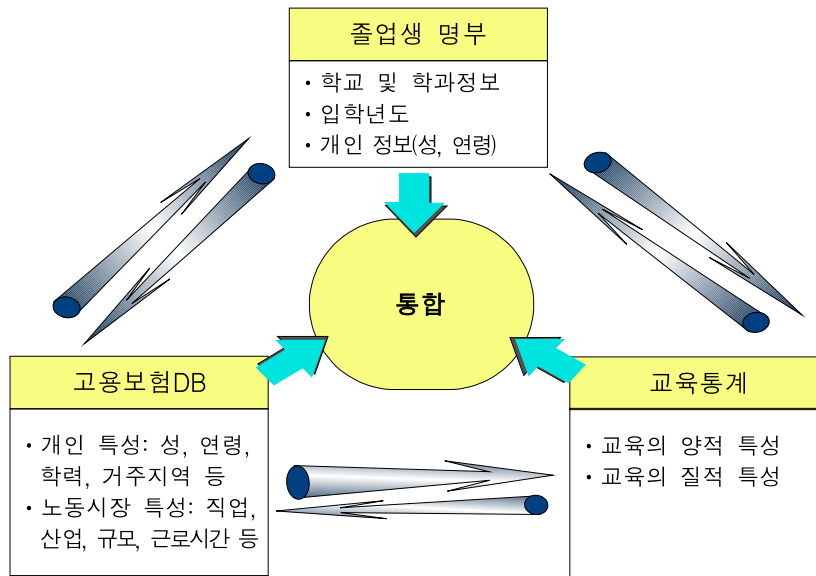 졸업생 명부
· 학교 및 학과정보
· 입학년도
· 개인 정보(성, 연령)
통합
고용보험DB
· 개인 특성: 성, 연령,
학력, 거주지역 등
· 노동시장 특성: 직업,
산업, 규모, 근로시간 등
교육통계
· 교육의 양적 특성
· 교육의 질적 특성